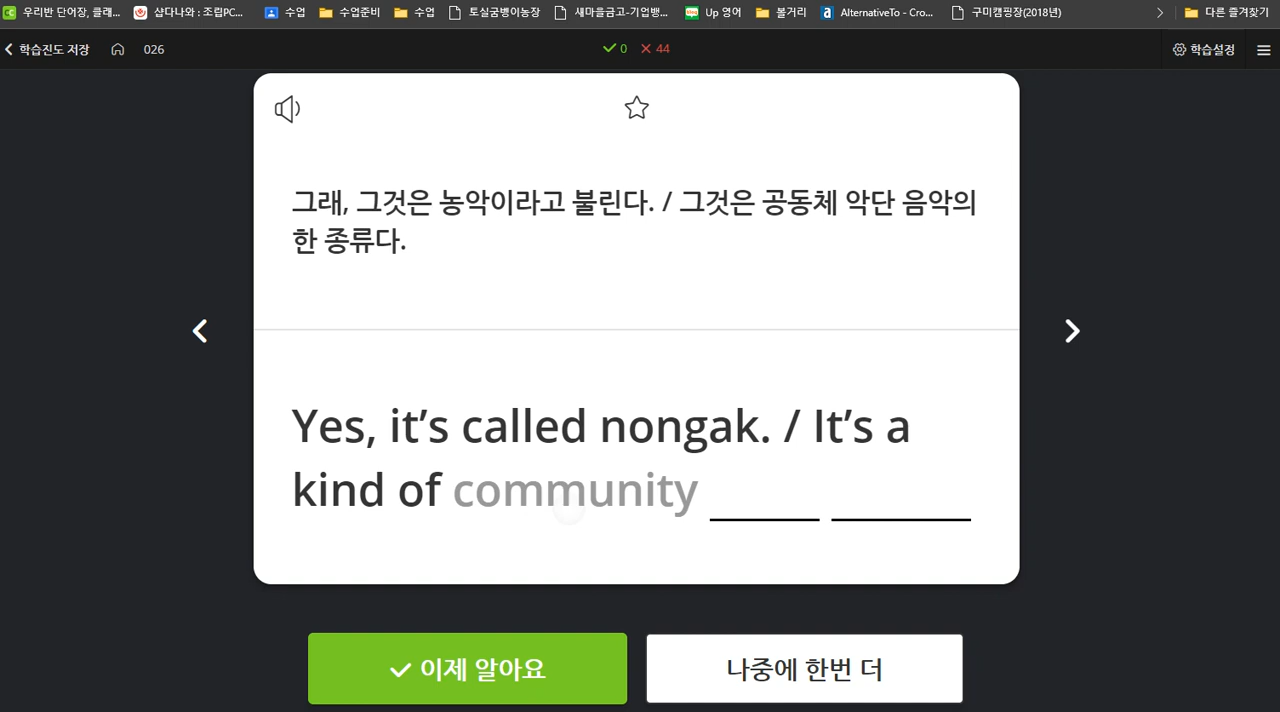 우리반 단어장, 클래... 샵다나와 : 조립PC... 수업 수업준비 수업 토실굼벵이농장 새마을금고-기업뱅... Up 영어 볼거리 AlternativeTo - Cro... 구미캠핑장(2018년) 다른 즐겨찾기
학습진도 저장 026 0 44 학습설정
그래, 그것은 농악이라고 불린다. / 그것은 공동체 악단 음악의
한 종류다.
Yes, it’s called nongak. / It’s a
kind of community
이제 알아요 나중에 한번 더